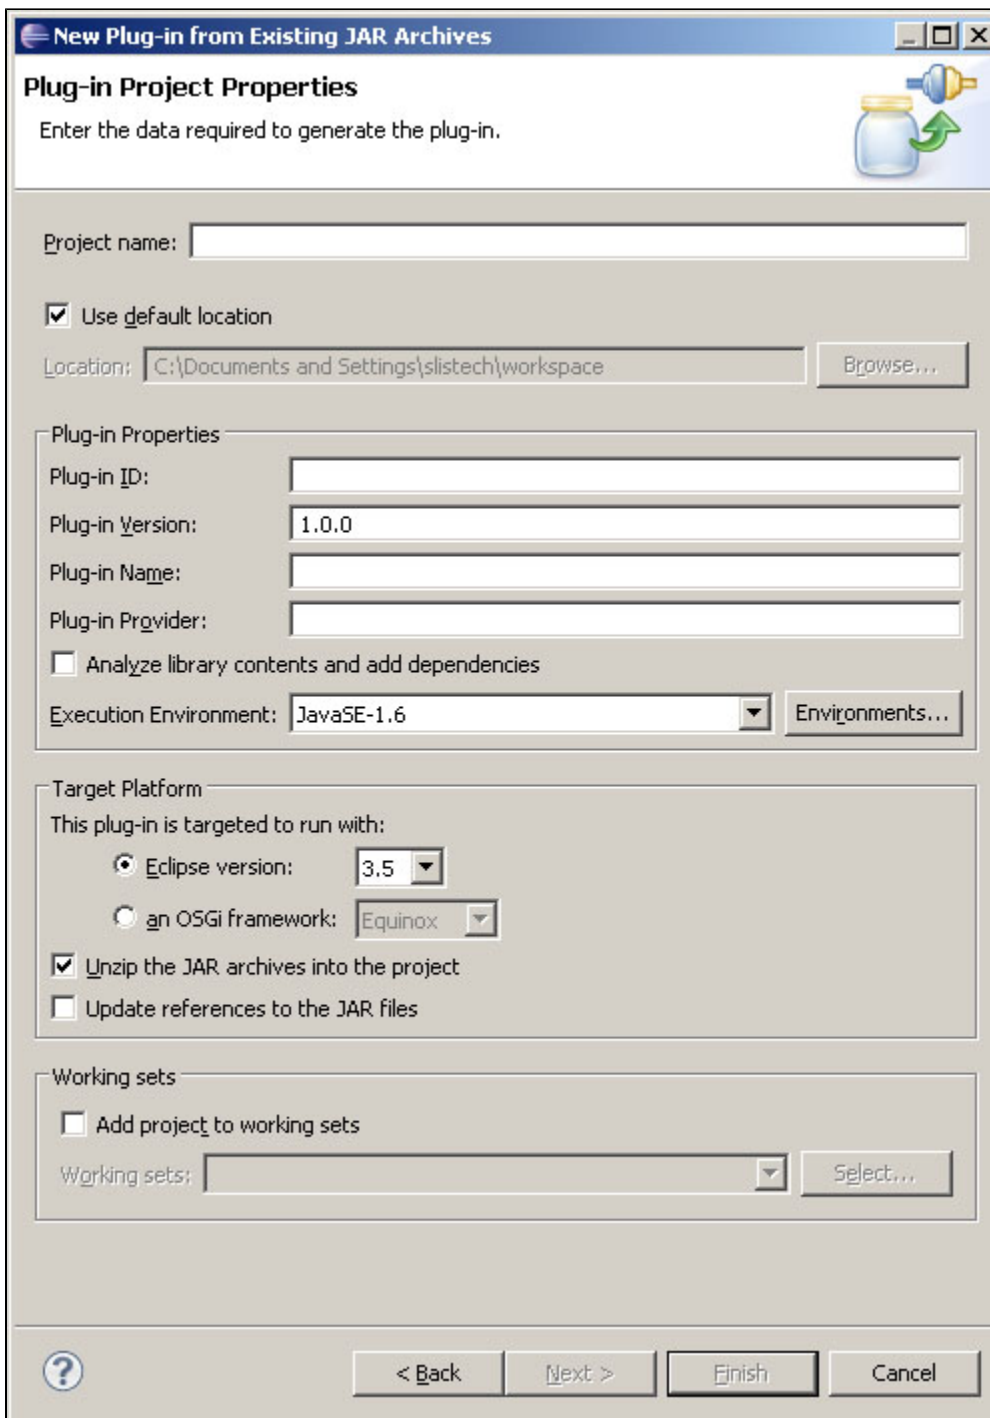 New Plug-in from Existing JAR Archives
Plug-in Project Properties
Enter the data required to generate the plug-in.
Project name:
Use default location
Location: C:\Documents and Settings\slistech\workspace Browse...
Plug-in Properties
Plug-in ID:
Plug-in Version: 1.0.0
Plug-in Name:
Plug-in Provider:
Analyze library contents and add dependencies
Execution Environment: JavaSE-1.6 Environments...
Target Platform
This plug-in is targeted to run with:
Eclipse version: 3.5
an OSGi framework: Equinox
Unzip the JAR archives into the project
Update references to the JAR files
Working sets
Add project to working sets
Working sets: Select...
? < Back Next > Finish Cancel